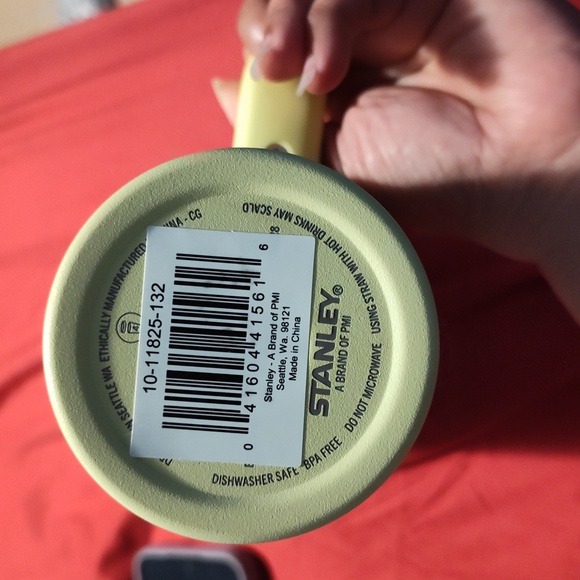 10-11825-132
0 41604 41561 6
Stanley - A Brand of PMI
Seattle, Wa. 98121
Made in China
STANLEY®
A BRAND OF PMI
SEATTLE WA ETHICALLY MANUFACTURED
- CG
DISHWASHER SAFE BPA FREE DO NOT MICROWAVE USING STRAW WITH HOT DRINKS MAY SCALD